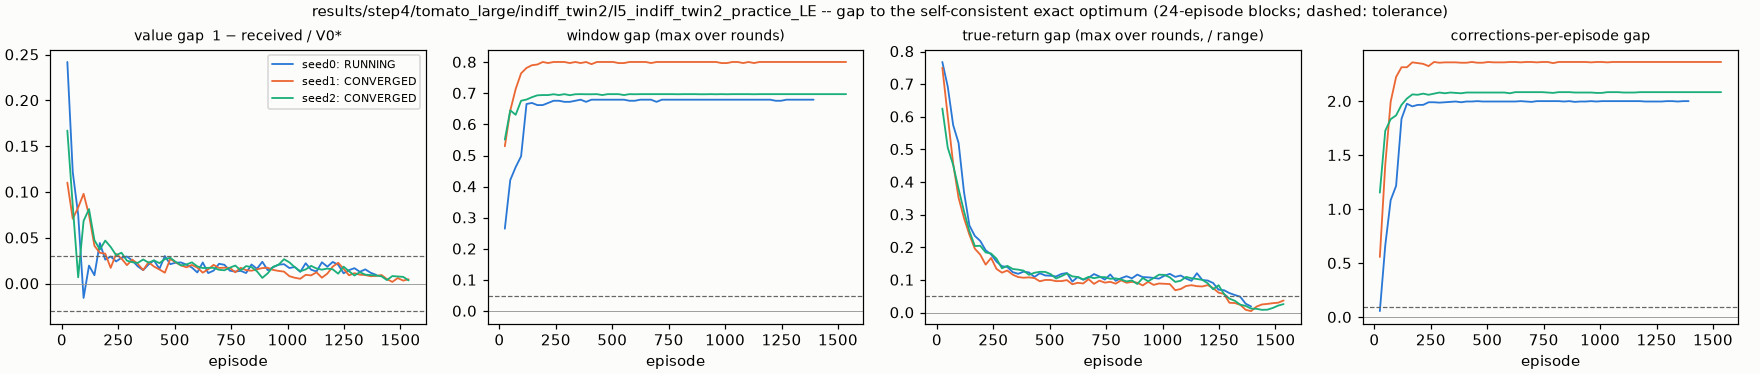 results/step4/tomato_large/indiff_twin2/l5_indiff_twin2_practice_LE -- gap to the self-consistent exact optimum (24-episode blocks; dashed: tolerance)
value gap 1 − received / V0*
0.25
0.20
0.15
0.10
0.05
0.00
seed0: RUNNING
seed1: CONVERGED
seed2: CONVERGED
0 500 1000 1500
episode
window gap (max over rounds)
0.8
0.7
0.6
0.5
0.4
0.3
0.2
0.1
0.0
0 250 500 750 1000 1250 1500
episode
true-return gap (max over rounds, / range)
0.8
0.7
0.6
0.5
0.4
0.3
0.2
0.1
0.0
0 250 500 750 1000 1250 1500
episode
corrections-per-episode gap
2.0
1.5
1.0
0.5
0.0
0 250 500 750 1000 1250 1500
episode